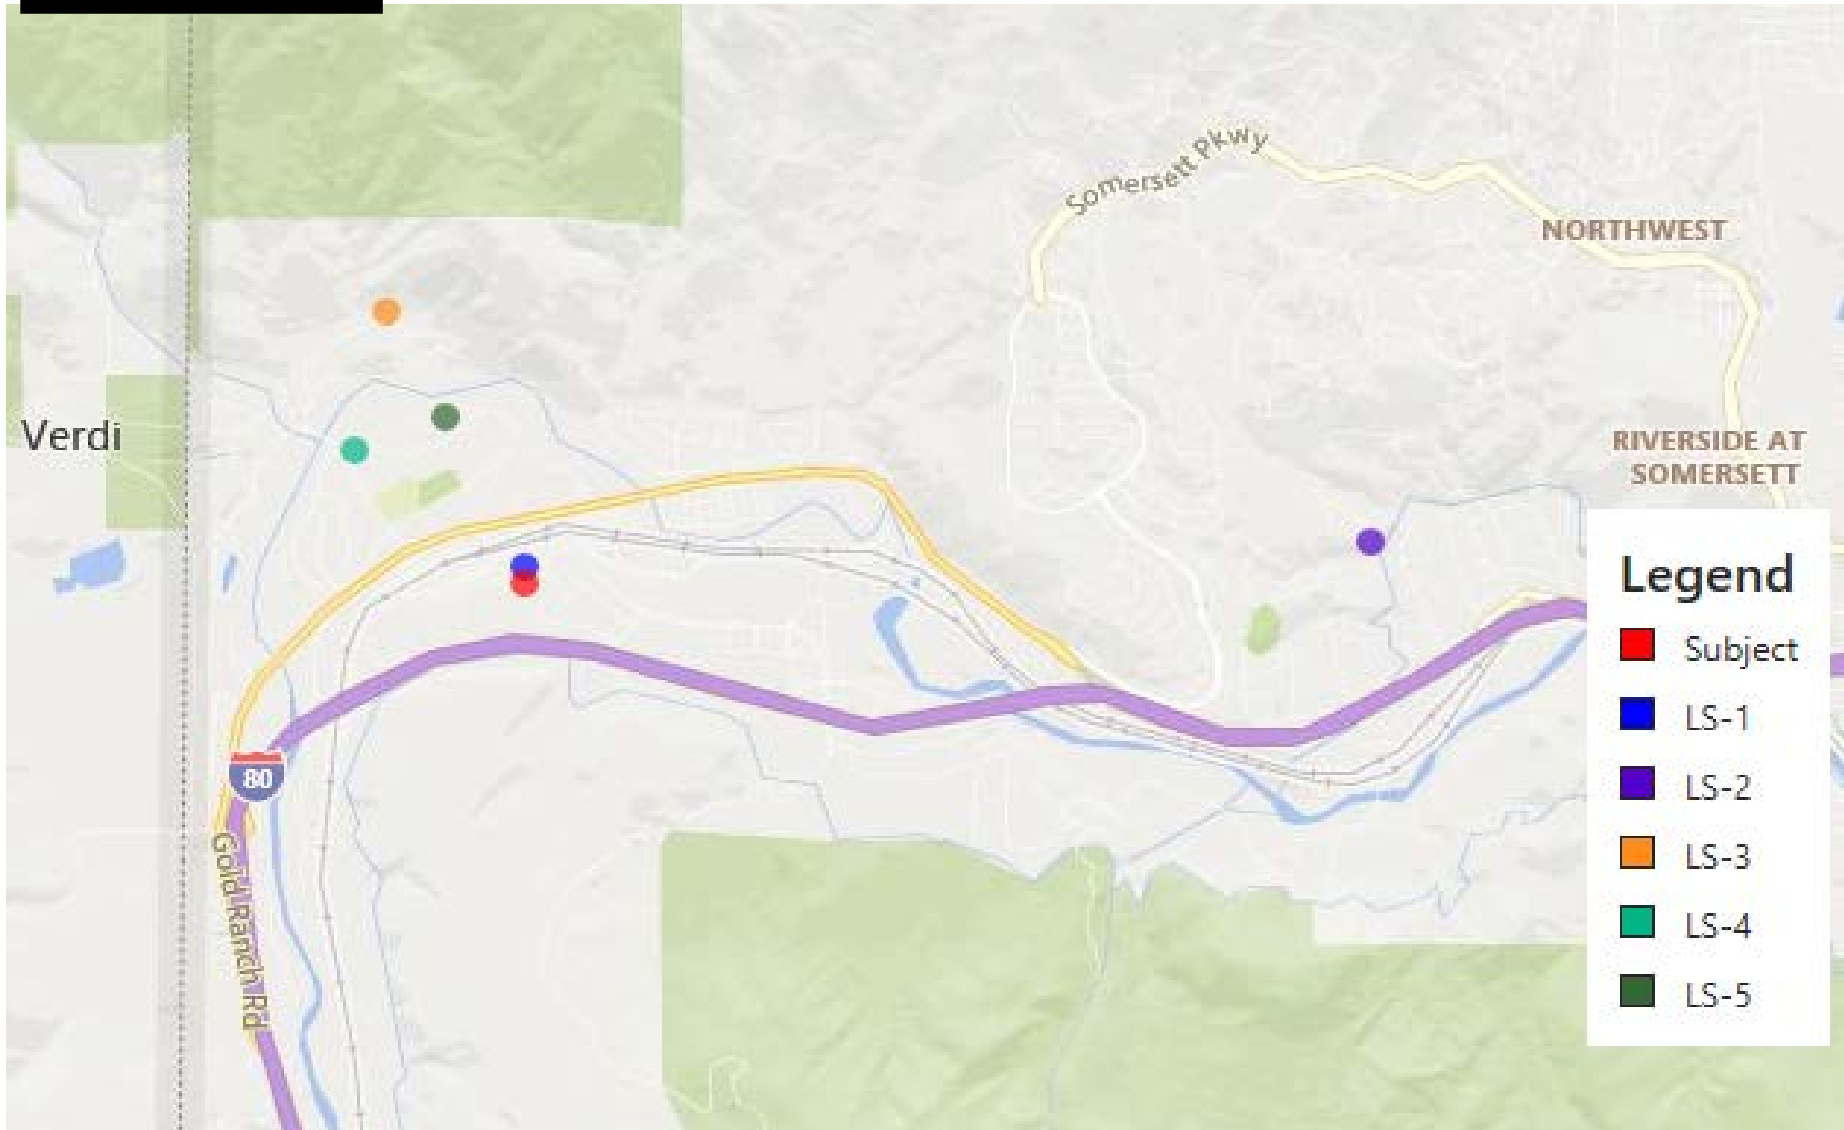 Somersett Pkwy
NORTHWEST
Verdi
RIVERSIDE AT
SOMERSETT
80
Gold Ranch Rd
Legend
Subject
LS-1
LS-2
LS-3
LS-4
LS-5